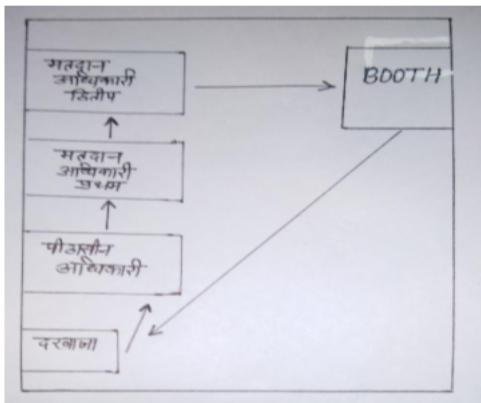 मतदान
अधिकारी
द्वितीय
BOOTH
मतदान
अधिकारी
प्रथम
पीठासीन
अधिकारी
दरवाजा